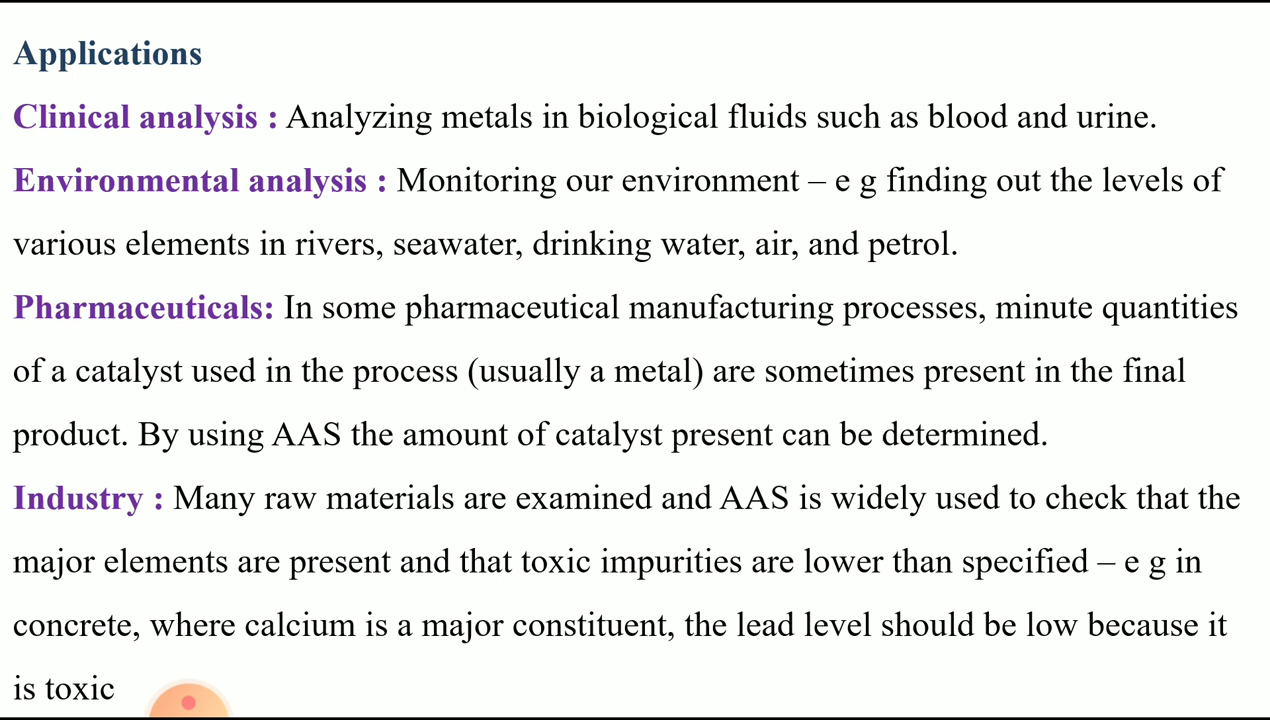 Applications
Clinical analysis : Analyzing metals in biological fluids such as blood and urine.
Environmental analysis : Monitoring our environment – e g finding out the levels of
various elements in rivers, seawater, drinking water, air, and petrol.
Pharmaceuticals: In some pharmaceutical manufacturing processes, minute quantities
of a catalyst used in the process (usually a metal) are sometimes present in the final
product. By using AAS the amount of catalyst present can be determined.
Industry : Many raw materials are examined and AAS is widely used to check that the
major elements are present and that toxic impurities are lower than specified – e g in
concrete, where calcium is a major constituent, the lead level should be low because it
is toxic